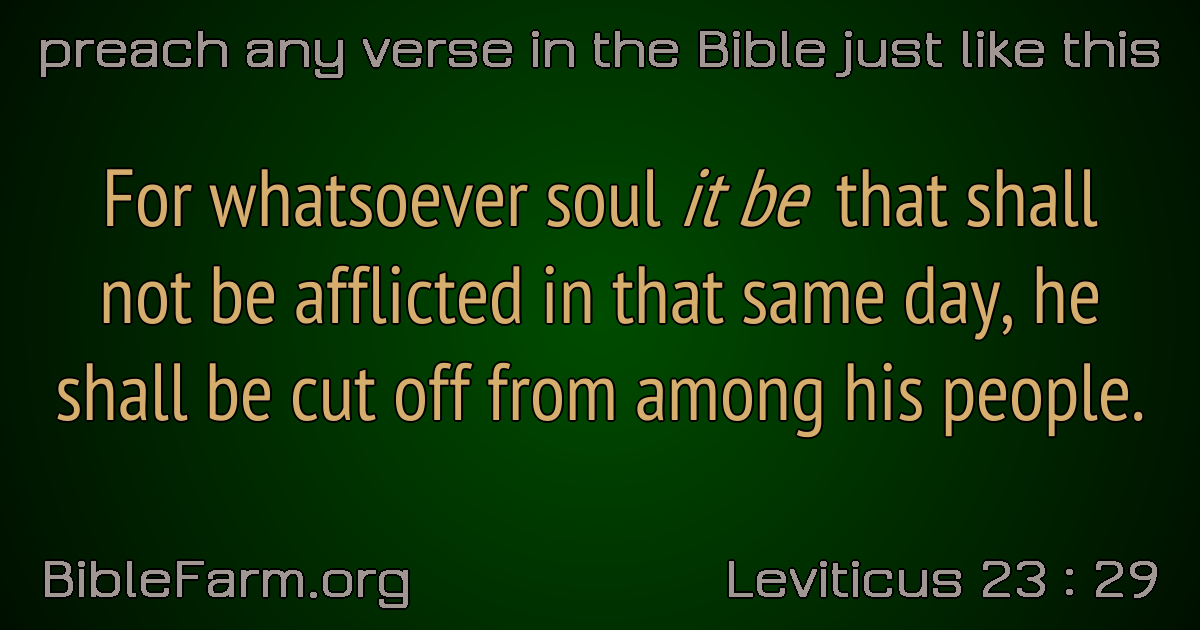 preach any verse in the Bible just like this
For whatsoever soul it be that shall
not be afflicted in that same day, he
shall be cut off from among his people.
BibleFarm.org
Leviticus 23 : 29